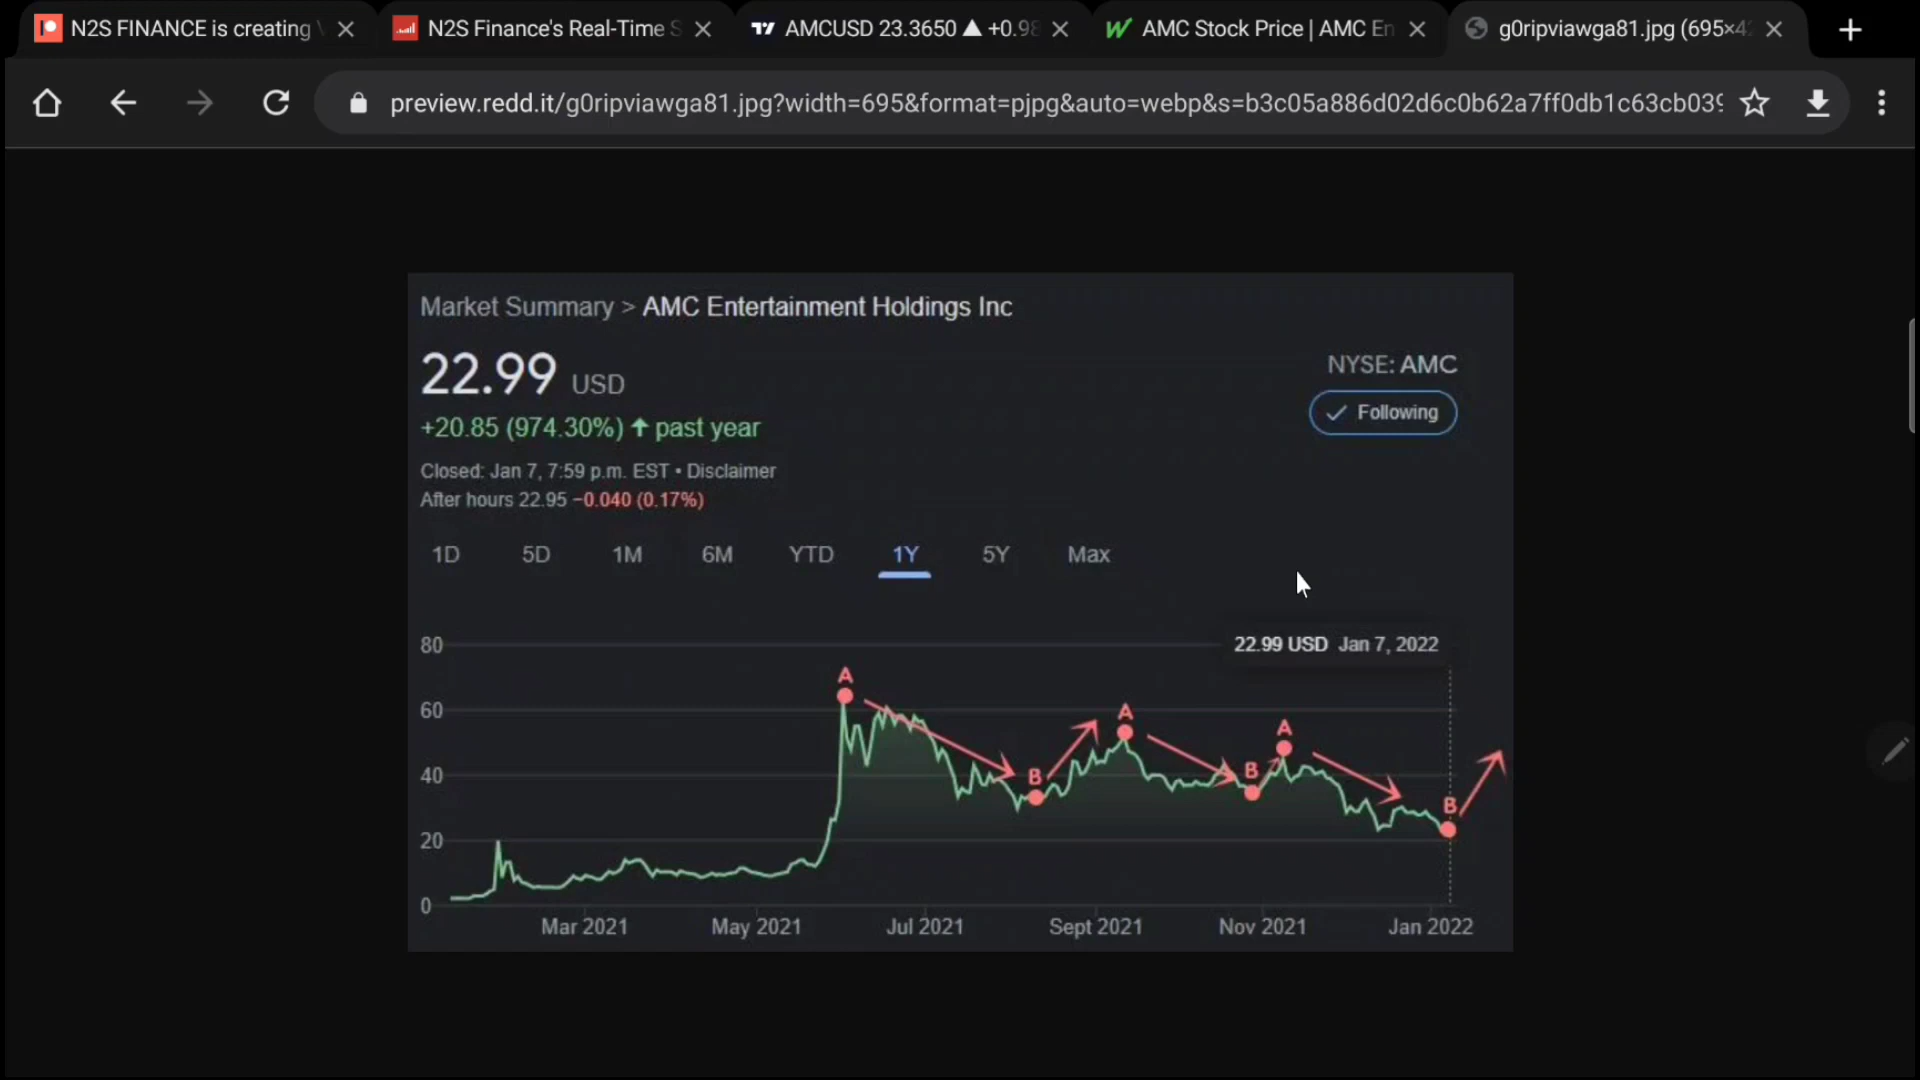 N2S FINANCE is creating
N2S Finance's Real-Time S
AMCUSD 23.3650 ▲ +0.98
AMC Stock Price | AMC En
g0ripviawga81.jpg (695×42
preview.redd.it/g0ripviawga81.jpg?width=695&format=pjpg&auto=webp&s=b3c05a886d02d6c0b62a7ff0db1c63cb039
Market Summary > AMC Entertainment Holdings Inc
22.99 USD
NYSE: AMC
+20.85 (974.30%) ↑ past year
✓ Following
Closed: Jan 7, 7:59 p.m. EST • Disclaimer
After hours 22.95 −0.040 (0.17%)
1D 5D 1M 6M YTD 1Y 5Y Max
22.99 USD Jan 7, 2022
80
60
40
20
0
A
B
A
B
A
B
Mar 2021 May 2021 Jul 2021 Sept 2021 Nov 2021 Jan 2022